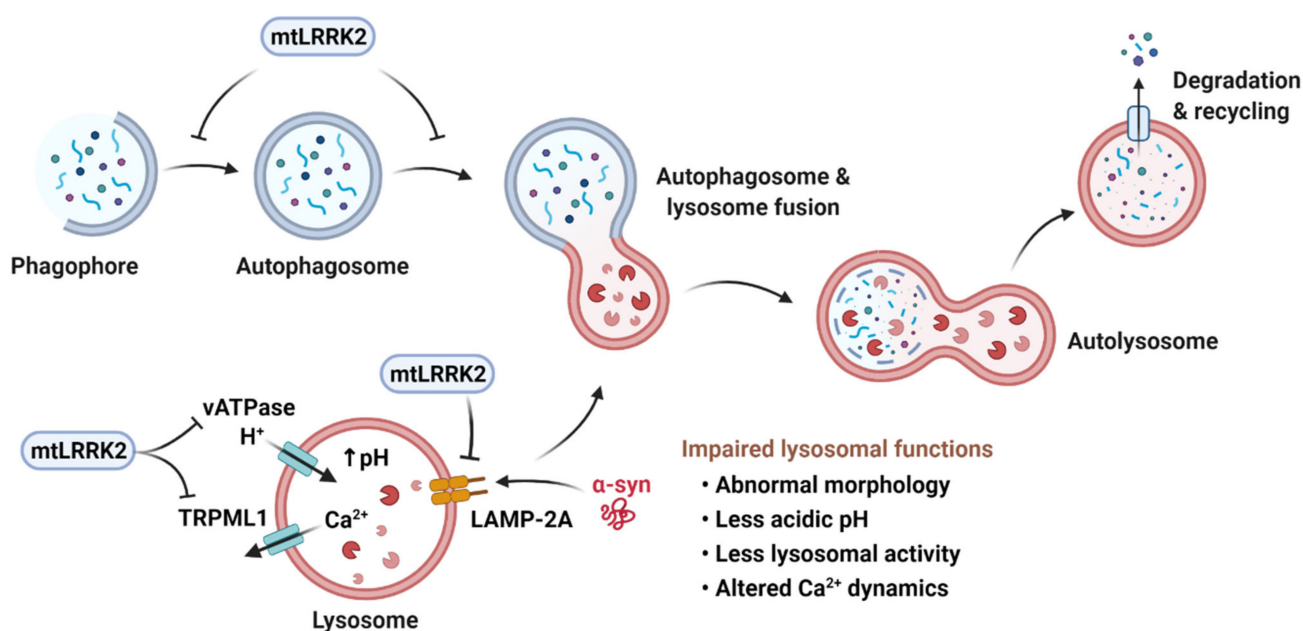 mtLRRK2
Degradation
& recycling
Phagophore
Autophagosome
Autophagosome &
lysosome fusion
Autolysosome
mtLRRK2
mtLRRK2
vATPase
H⁺
↑pH
TRPML1
Ca²⁺
LAMP-2A
α-syn
Lysosome
Impaired lysosomal functions
• Abnormal morphology
• Less acidic pH
• Less lysosomal activity
• Altered Ca²⁺ dynamics